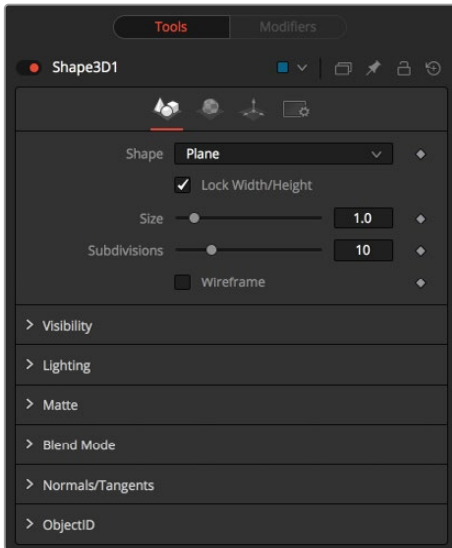 Tools Modifiers
Shape3D1
Shape Plane
Lock Width/Height
Size 1.0
Subdivisions 10
Wireframe
Visibility
Lighting
Matte
Blend Mode
Normals/Tangents
ObjectID